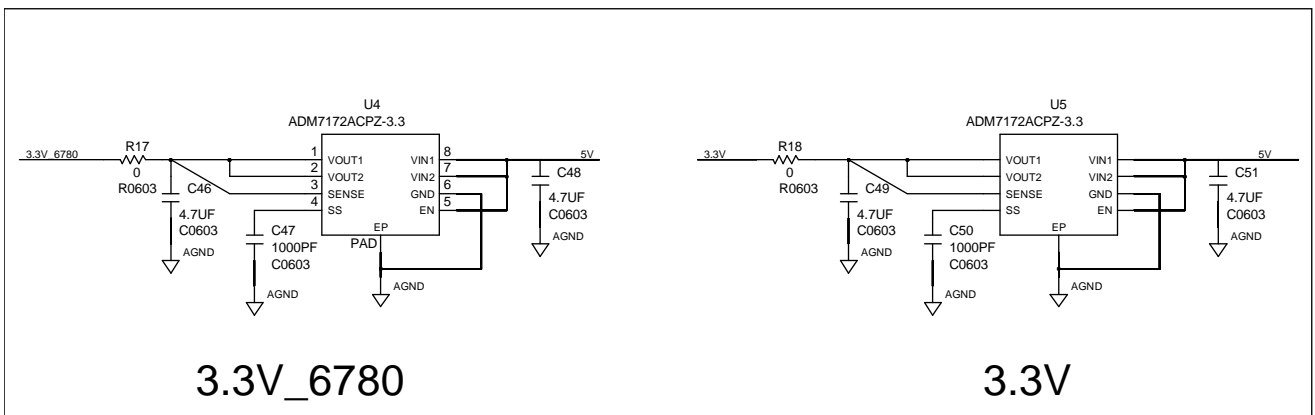 U4
ADM7172ACPZ-3.3
3.3V_6780
R17
0
R0603
C46
4.7UF
C0603
AGND
C47
1000PF
C0603
AGND
1
2
3
4
VOUT1
VOUT2
SENSE
SS
EP
PAD
VIN1
VIN2
GND
EN
8
7
6
5
AGND
5V
C48
4.7UF
C0603
AGND
3.3V_6780
U5
ADM7172ACPZ-3.3
3.3V
R18
0
R0603
C49
4.7UF
C0603
AGND
C50
1000PF
C0603
AGND
VOUT1
VOUT2
SENSE
SS
EP
VIN1
VIN2
GND
EN
AGND
5V
C51
4.7UF
C0603
AGND
3.3V